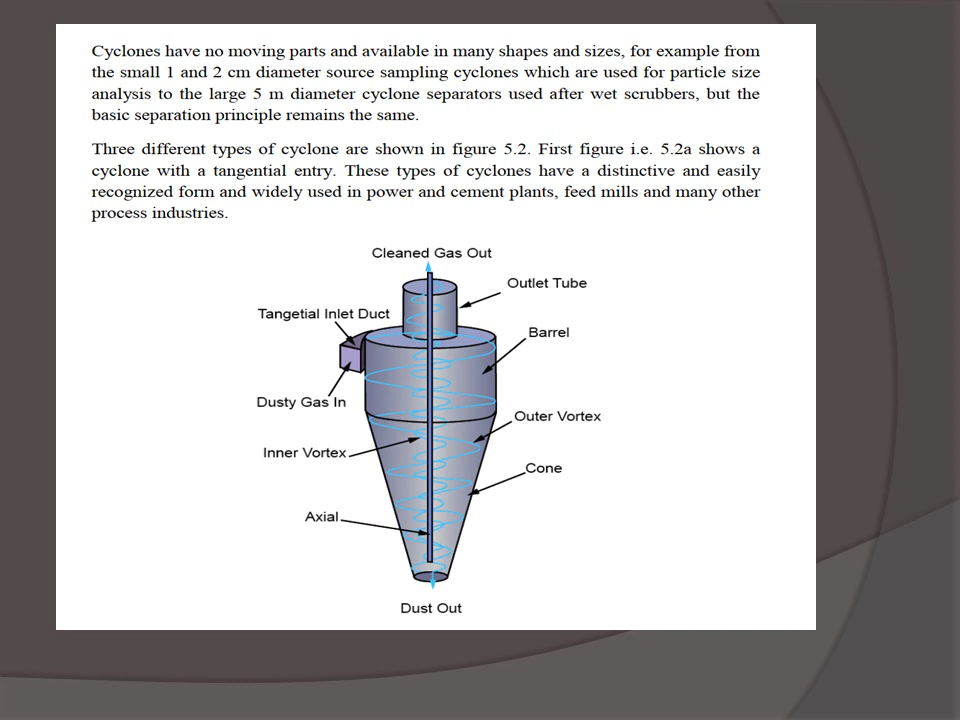 Cyclones have no moving parts and available in many shapes and sizes, for example from
the small 1 and 2 cm diameter source sampling cyclones which are used for particle size
analysis to the large 5 m diameter cyclone separators used after wet scrubbers, but the
basic separation principle remains the same.
Three different types of cyclone are shown in figure 5.2. First figure i.e. 5.2a shows a
cyclone with a tangential entry. These types of cyclones have a distinctive and easily
recognized form and widely used in power and cement plants, feed mills and many other
process industries.
Cleaned Gas Out
Outlet Tube
Tangetial Inlet Duct
Barrel
Dusty Gas In
Outer Vortex
Inner Vortex
Cone
Axial
Dust Out